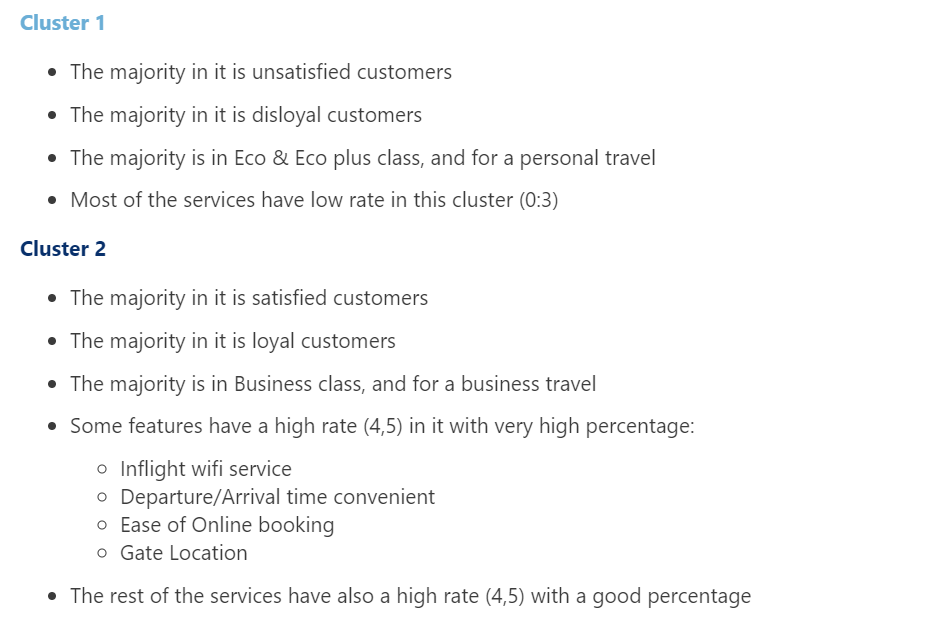 Cluster 1
• The majority in it is unsatisfied customers
• The majority in it is disloyal customers
• The majority is in Eco & Eco plus class, and for a personal travel
• Most of the services have low rate in this cluster (0:3)
Cluster 2
• The majority in it is satisfied customers
• The majority in it is loyal customers
• The majority is in Business class, and for a business travel
• Some features have a high rate (4,5) in it with very high percentage:
○ Inflight wifi service
○ Departure/Arrival time convenient
○ Ease of Online booking
○ Gate Location
• The rest of the services have also a high rate (4,5) with a good percentage